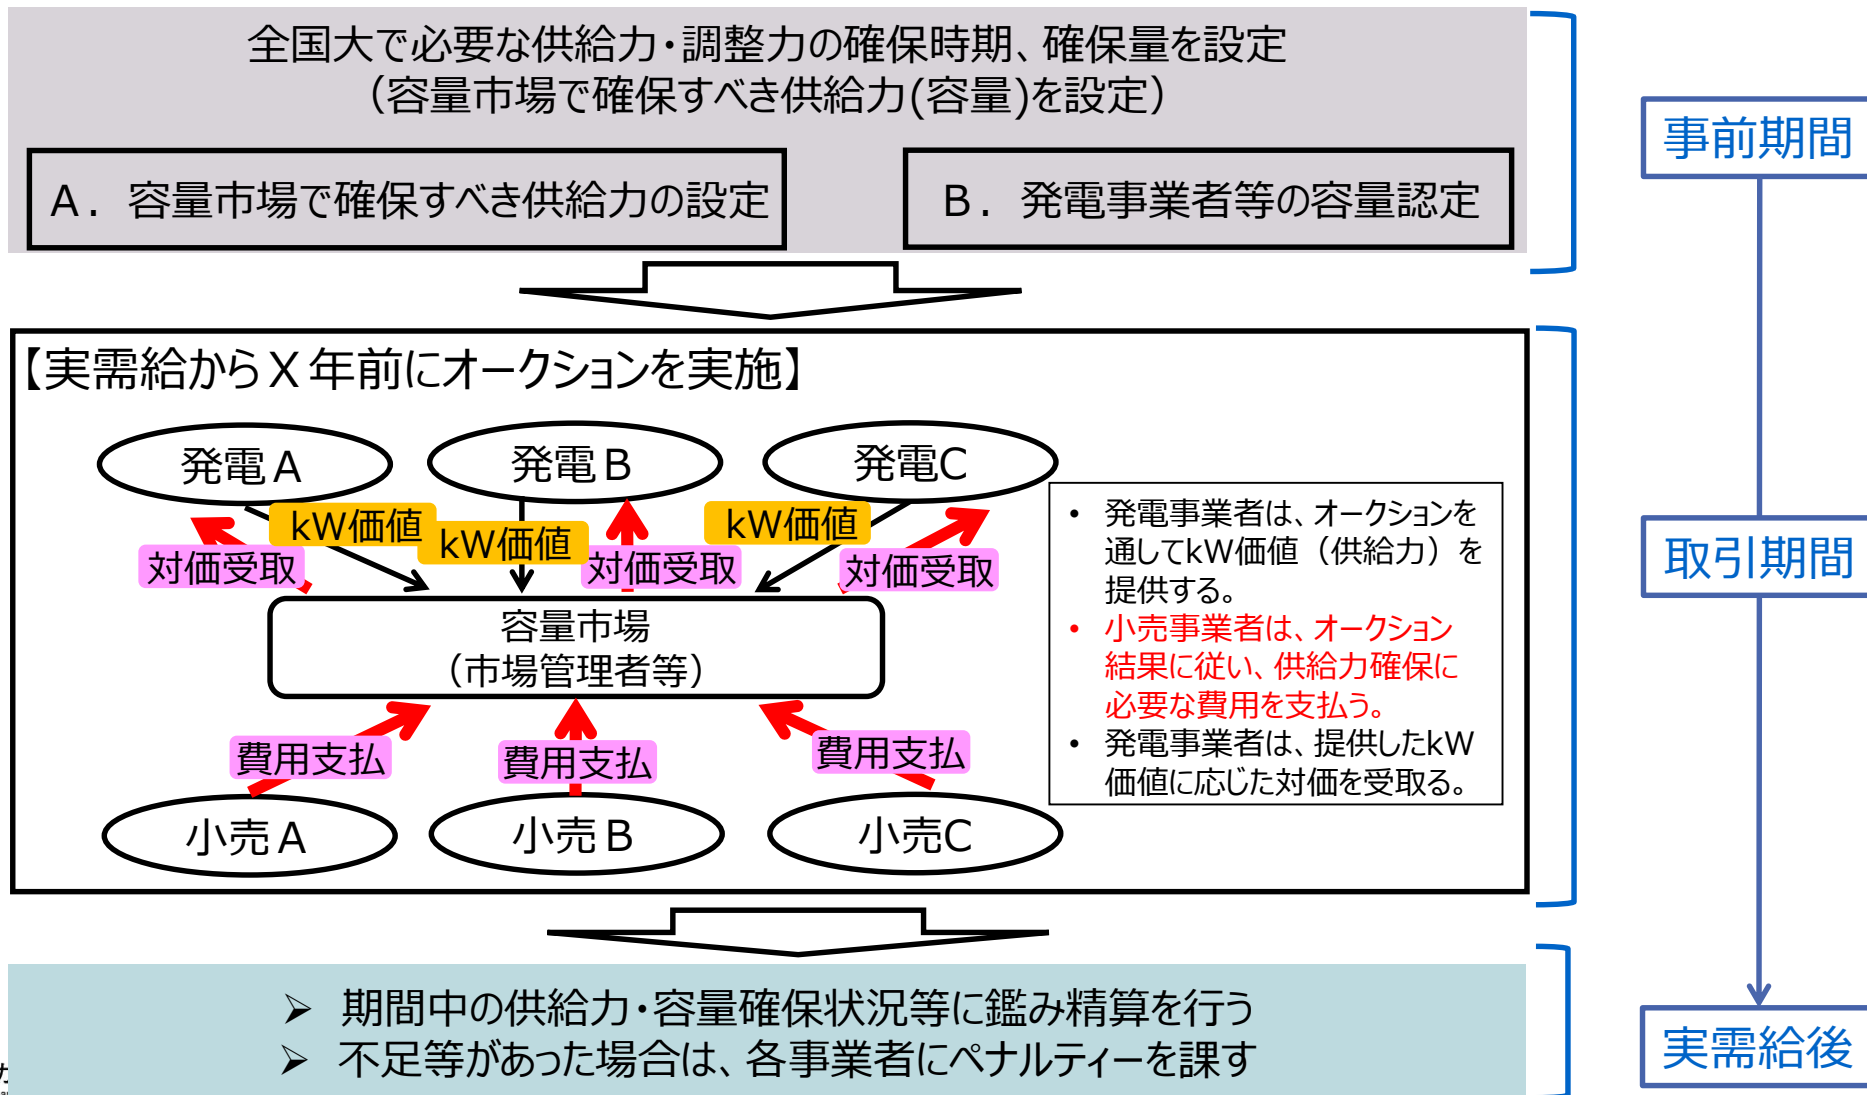 全国大で必要な供給力・調整力の確保時期、確保量を設定
（容量市場で確保すべき供給力(容量)を設定）
A． 容量市場で確保すべき供給力の設定
B． 発電事業者等の容量認定
事前期間
【実需給からX年前にオークションを実施】
発電A
発電B
発電C
kW価値
kW価値
kW価値
対価受取
対価受取
対価受取
容量市場
（市場管理者等）
費用支払
費用支払
費用支払
小売A
小売B
小売C
• 発電事業者は、オークションを
通してkW価値（供給力）を
提供する。
• 小売事業者は、オークション
結果に従い、供給力確保に
必要な費用を支払う。
• 発電事業者は、提供したkW
価値に応じた対価を受取る。
取引期間
➢ 期間中の供給力・容量確保状況等に鑑み精算を行う
➢ 不足等があった場合は、各事業者にペナルティーを課す
実需給後